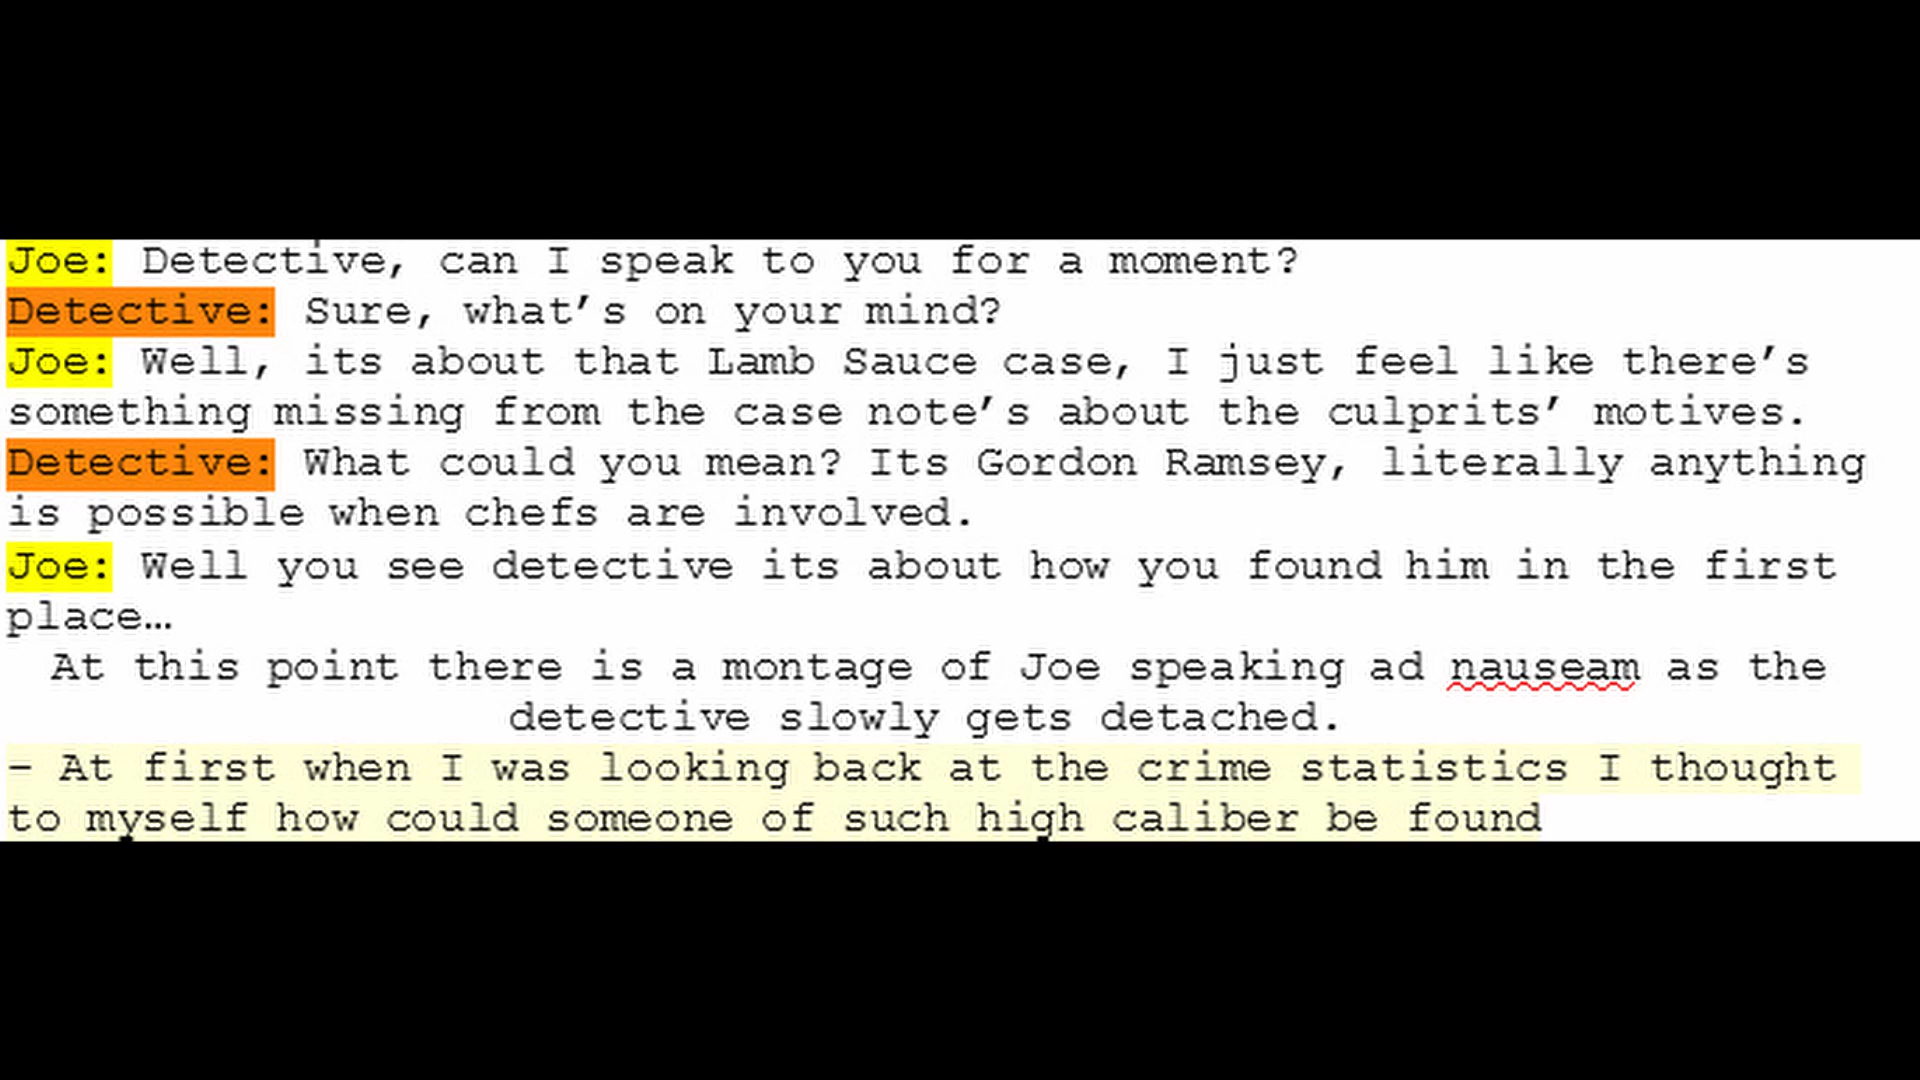 Joe: Detective, can I speak to you for a moment?
Detective: Sure, what’s on your mind?
Joe: Well, its about that Lamb Sauce case, I just feel like there’s
something missing from the case note’s about the culprits’ motives.
Detective: What could you mean? Its Gordon Ramsey, literally anything
is possible when chefs are involved.
Joe: Well you see detective its about how you found him in the first
place…
At this point there is a montage of Joe speaking ad nauseam as the
detective slowly gets detached.
- At first when I was looking back at the crime statistics I thought
to myself how could someone of such high caliber be found